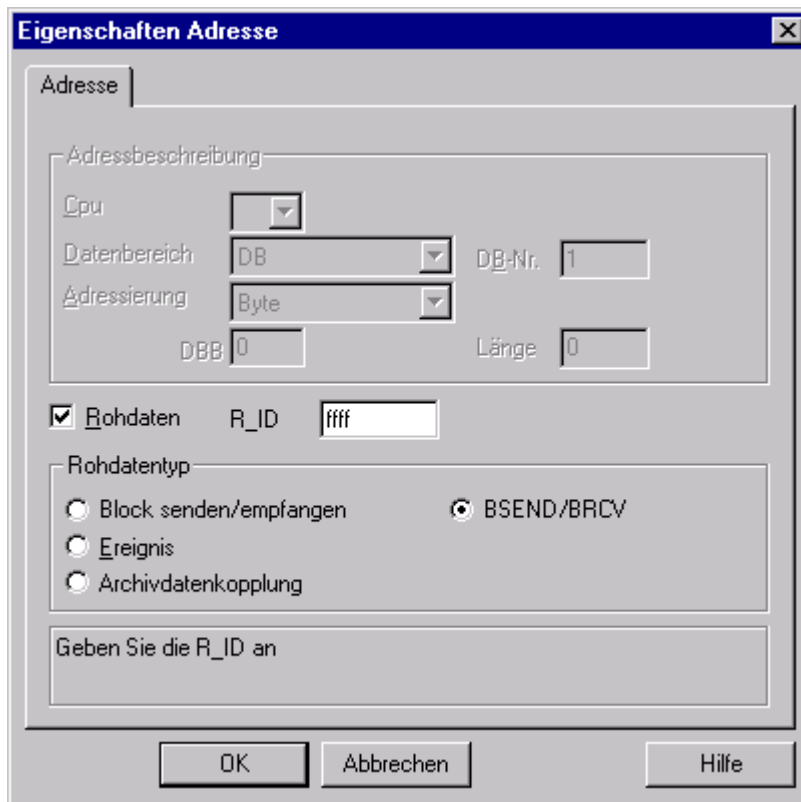 Eigenschaften Adresse
Adresse
Adressbeschreibung
Cpu
Datenbereich DB DB-Nr. 1
Adressierung Byte
DBB 0 Länge 0
Rohdaten R_ID ffff
Rohdatentyp
Block senden/empfangen BSEND/BRCV
Ereignis
Archivdatenkopplung
Geben Sie die R_ID an
OK Abbrechen Hilfe